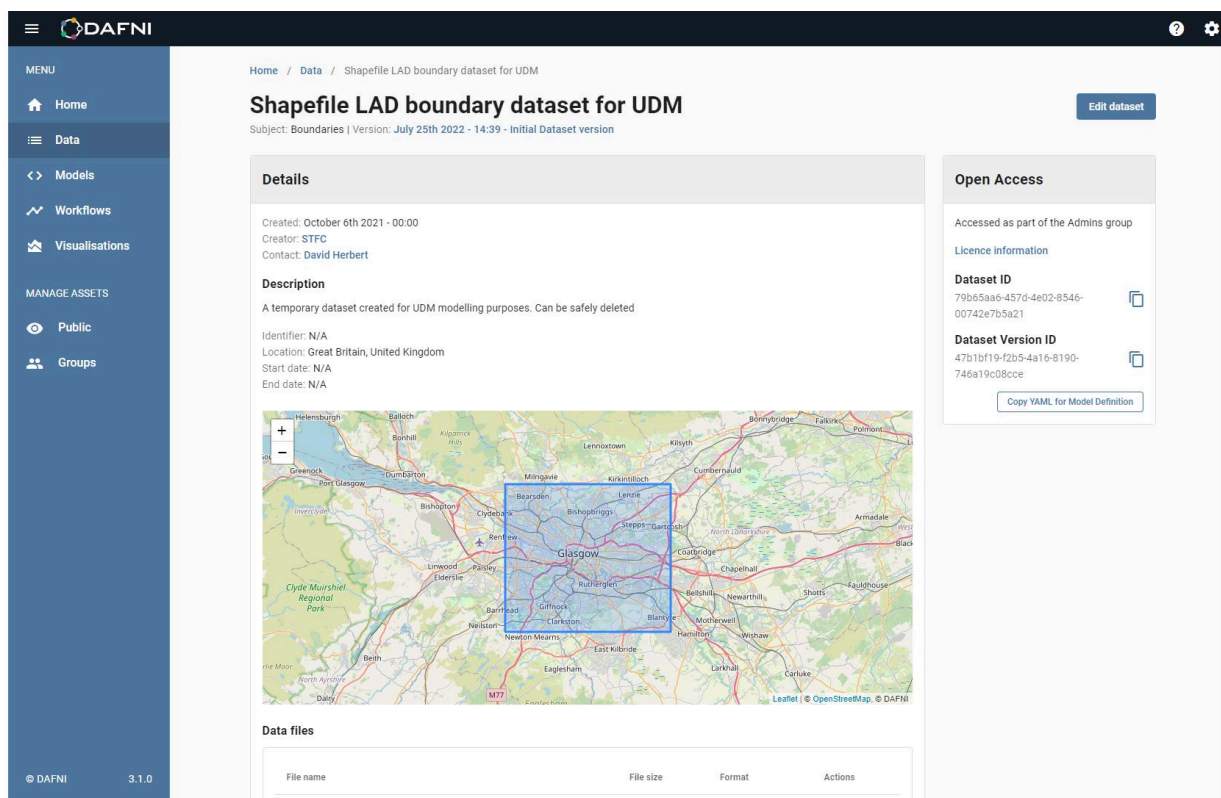 DAFNI
MENU
Home
Data
Models
Workflows
Visualisations
MANAGE ASSETS
Public
Groups
© DAFNI 3.1.0
Home / Data / Shapefile LAD boundary dataset for UDM
Shapefile LAD boundary dataset for UDM
Edit dataset
Subject: Boundaries | Version: July 25th 2022 - 14:39 - Initial Dataset version
Details
Created: October 6th 2021 - 00:00
Creator: STFC
Contact: David Herbert
Description
A temporary dataset created for UDM modelling purposes. Can be safely deleted
Identifier: N/A
Location: Great Britain, United Kingdom
Start date: N/A
End date: N/A
+
−
Helensburgh
Balloch
Bonhill
Kilpatrick
Hills
Lennoxtown
Kilsyth
Bonnybridge
Falkirk
Polmont
Greenock
Port Glasgow
Dumbarton
Milngavie
Kirkintilloch
Cumbernauld
Inverclyde
Bishopton
Clydebank
Bearsden
Lenzie
Bishopbriggs
Stepps
Gartcosh
North Lanarkshire
Armadale
Renfrew
Glasgow
Coatbridge
Linwood
Paisley
Elderslie
Chapelhall
Rutherglen
Bellshill
Newarthill
Shotts
Fauldhouse
Clyde Muirshiel
Regional
Park
Barrhead
Giffnock
Clarkston
Blantyre
Motherwell
Neilston
Newton Mearns
Hamilton
Wishaw
Beith
East Kilbride
Eaglesham
Larkhall
Carluke
North Ayrshire
Dalry
M77
Leaflet | © OpenStreetMap, © DAFNI
Data files
File name File size Format Actions
Open Access
Accessed as part of the Admins group
Licence information
Dataset ID
79b65aa6-457d-4e02-8546-
00742e7b5a21
Dataset Version ID
47b1bf19-f2b5-4a16-8190-
746a19c08cce
Copy YAML for Model Definition